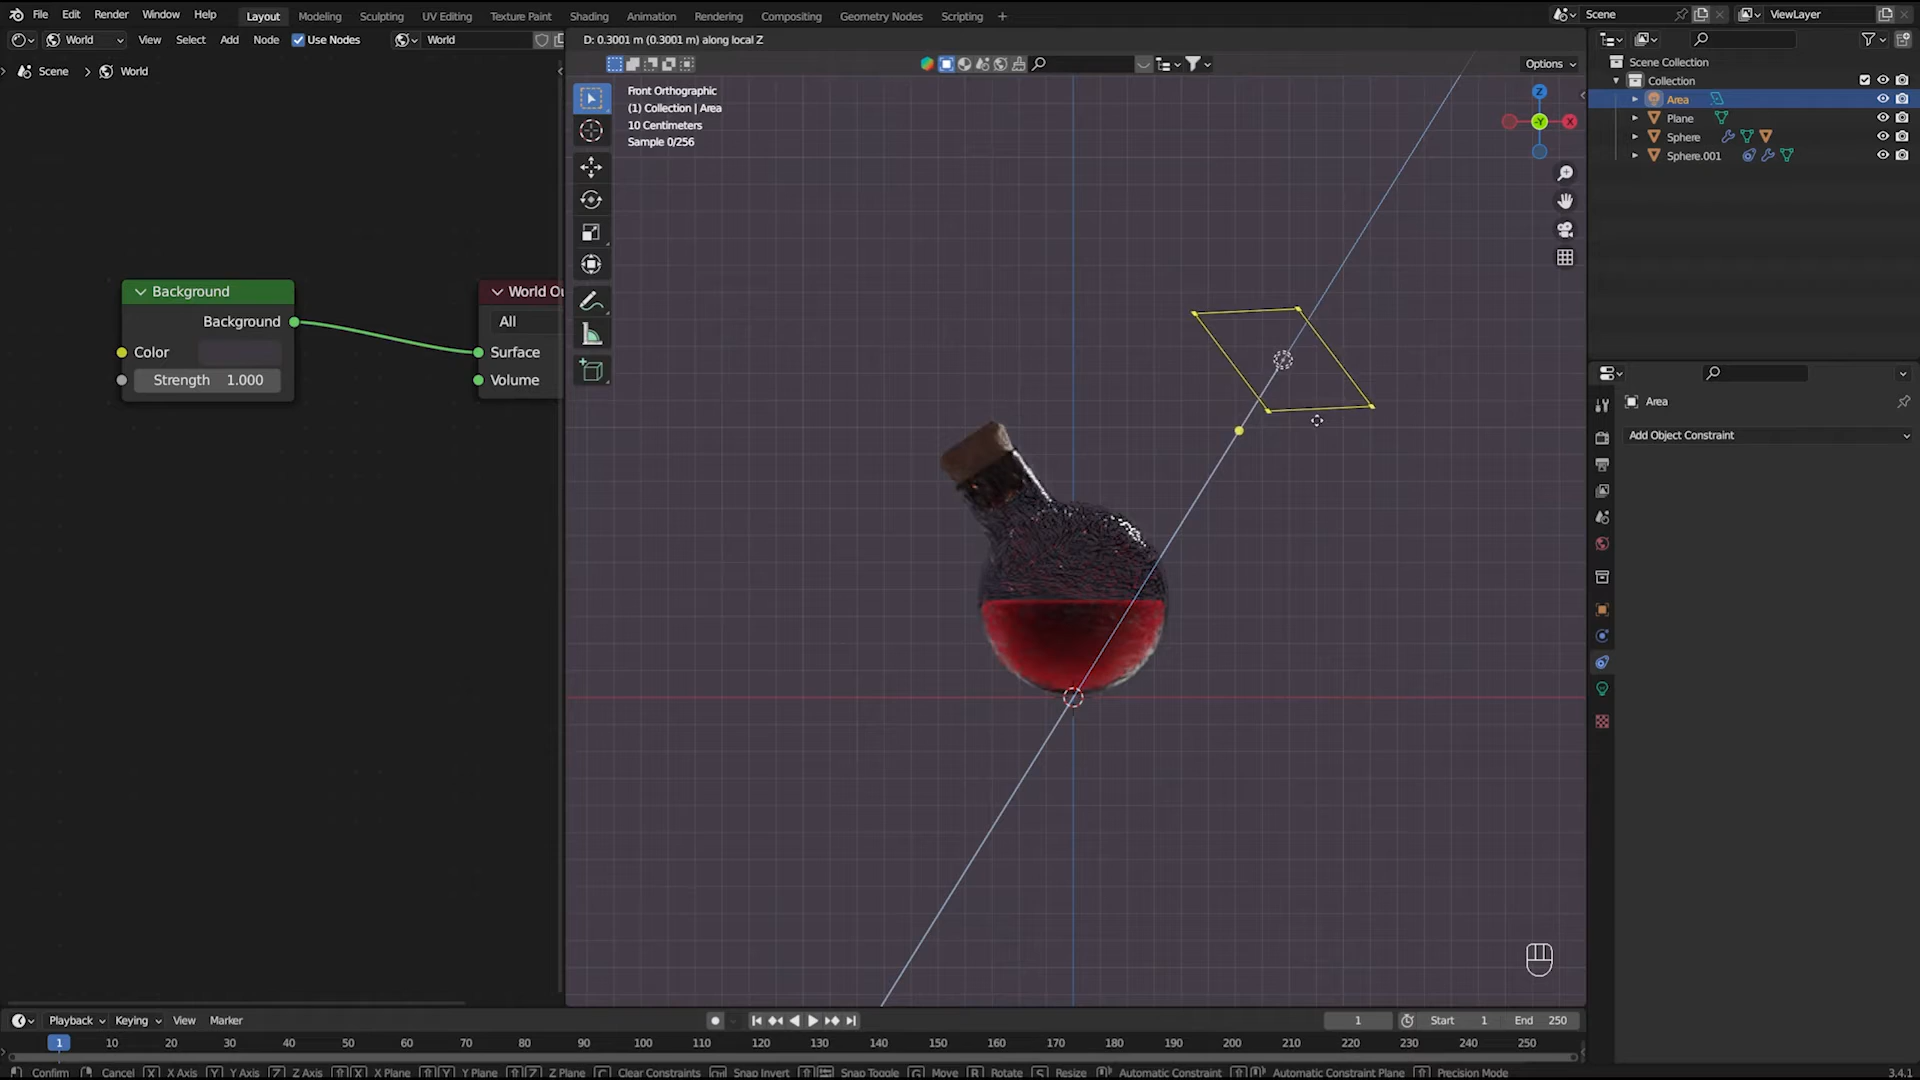 File Edit Render Window Help Layout Modeling Sculpting UV Editing Texture Paint Shading Animation Rendering Compositing Geometry Nodes Scripting + Scene ViewLayer
World View Select Add Node Use Nodes World
D: 0.3001 m (0.3001 m) along local Z
Options
Scene > World
Front Orthographic
(1) Collection | Area
10 Centimeters
Sample 0/256
Z
-Y
X
Scene Collection
Collection
Area
Plane
Sphere
Sphere.001
Background
Background
Color
Strength 1.000
World Ou
All
Surface
Volume
Area
Add Object Constraint
Playback Keying View Marker
1 Start 1 End 250
1 10 20 30 40 50 60 70 80 90 100 110 120 130 140 150 160 170 180 190 200 210 220 230 240 250
Confirm Cancel X X Axis Y Y Axis Z Z Axis X X Plane Y Y Plane Z Z Plane C Clear Constraints Snap Invert Snap Toggle G Move R Rotate S Resize Automatic Constraint Automatic Constraint Plane Precision Mode 3.4.1